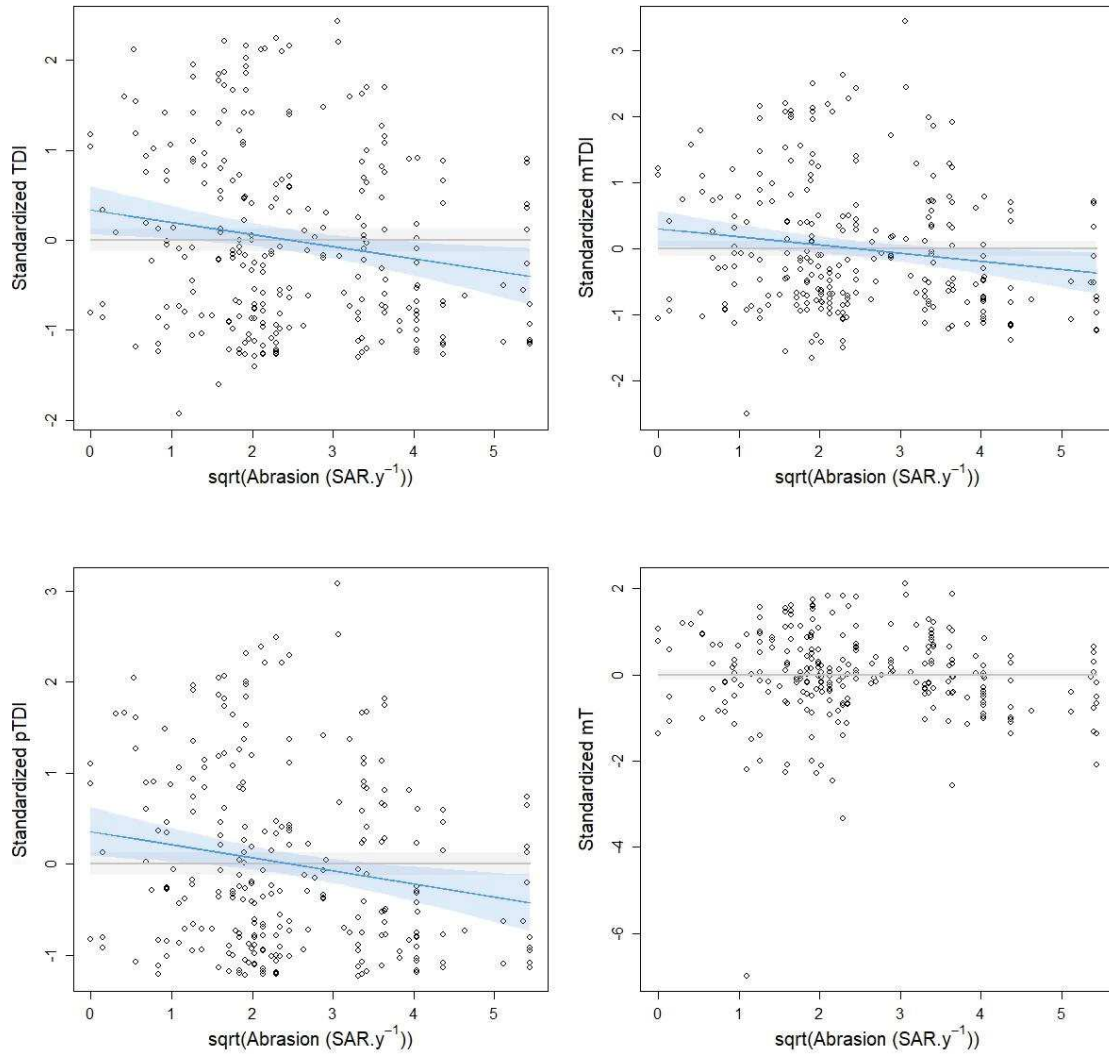 Standardized TDI
2
1
0
-1
-2
0 1 2 3 4 5
sqrt(Abrasion (SAR.y⁻¹))
Standardized mTDI
3
2
1
0
-1
-2
0 1 2 3 4 5
sqrt(Abrasion (SAR.y⁻¹))
Standardized pTDI
3
2
1
0
-1
0 1 2 3 4 5
sqrt(Abrasion (SAR.y⁻¹))
Standardized mT
2
0
-2
-4
-6
0 1 2 3 4 5
sqrt(Abrasion (SAR.y⁻¹))